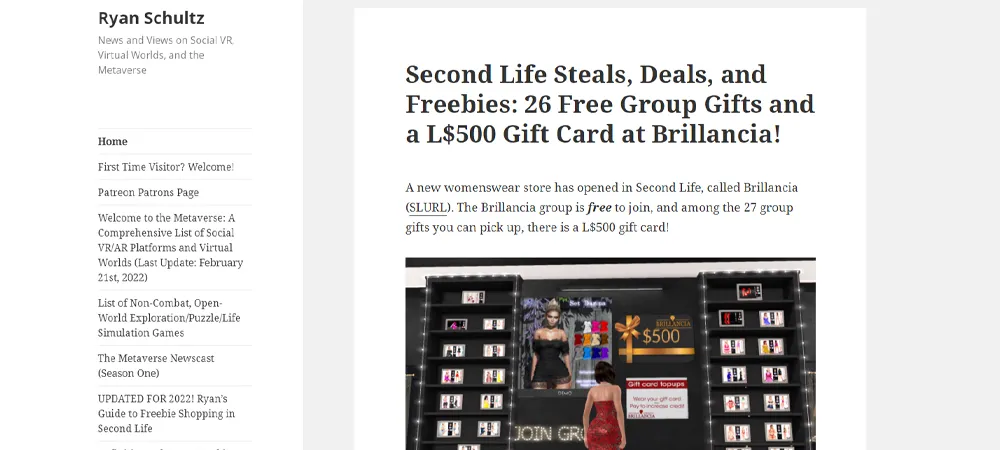 Ryan Schultz
News and Views on Social VR,
Virtual Worlds, and the
Metaverse
Home
First Time Visitor? Welcome!
Patreon Patrons Page
Welcome to the Metaverse: A
Comprehensive List of Social
VR/AR Platforms and Virtual
Worlds (Last Update: February
21st, 2022)
List of Non-Combat, Open-
World Exploration/Puzzle/Life
Simulation Games
The Metaverse Newscast
(Season One)
UPDATED FOR 2022! Ryan's
Guide to Freebie Shopping in
Second Life
Second Life Steals, Deals, and
Freebies: 26 Free Group Gifts and
a L$500 Gift Card at Brillancia!
A new womenswear store has opened in Second Life, called Brillancia
(SLURL). The Brillancia group is free to join, and among the 27 group
gifts you can pick up, there is a L$500 gift card!
BRILLANCIA
$500
Gift card topups
Wear your gift card
Pay to increase credit
BRILLANCIA
JOIN GRO